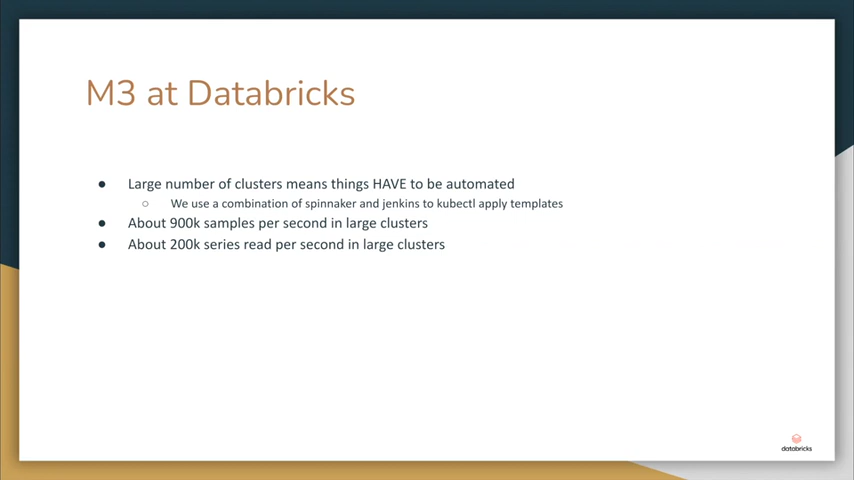 M3 at Databricks
● Large number of clusters means things HAVE to be automated
○ We use a combination of spinnaker and jenkins to kubectl apply templates
● About 900k samples per second in large clusters
● About 200k series read per second in large clusters
databricks